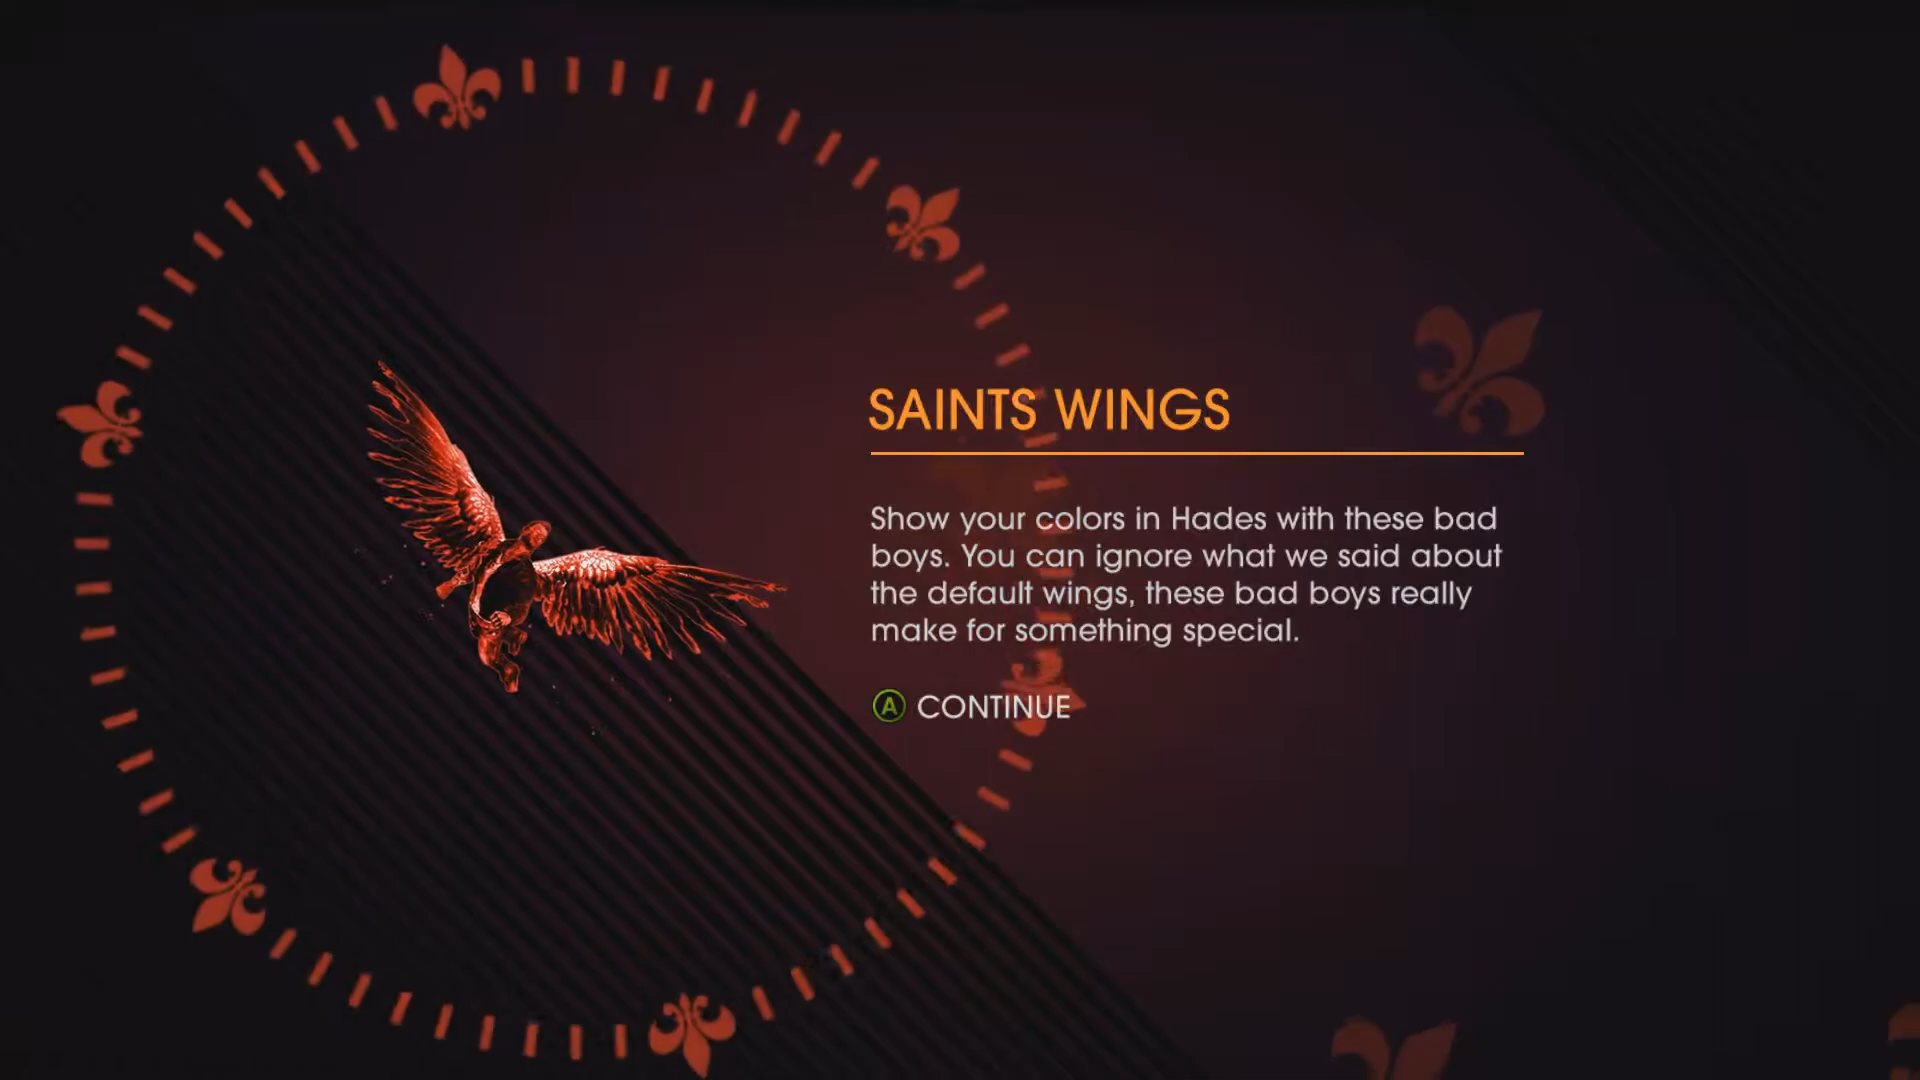 SAINTS WINGS
Show your colors in Hades with these bad
boys. You can ignore what we said about
the default wings, these bad boys really
make for something special.
A CONTINUE